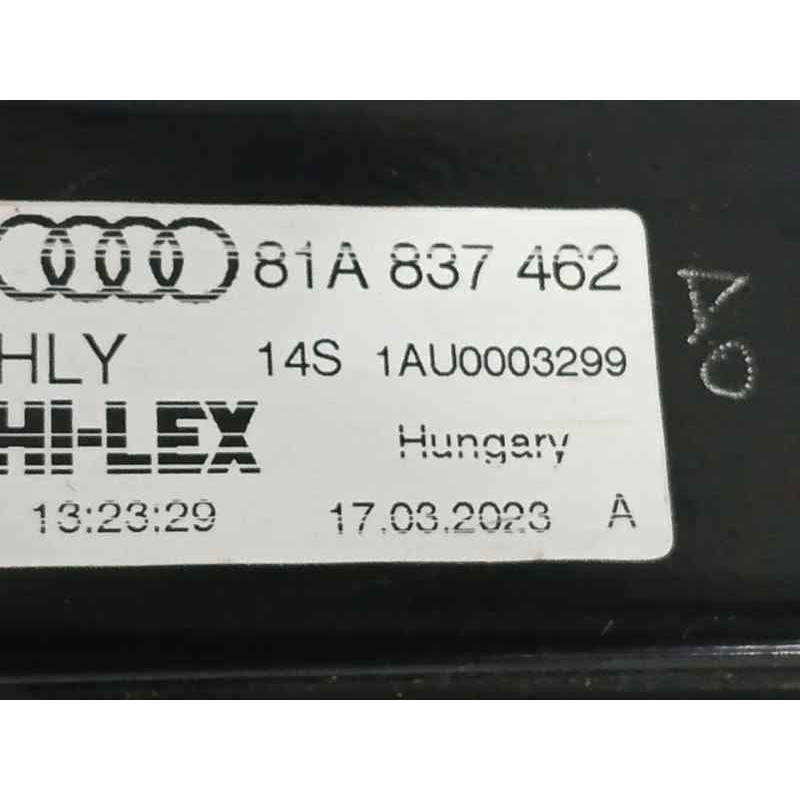 81A 837 462
HLY 14S 1AU0003299
HI-LEX Hungary
13:23:29 17.03.2023 A